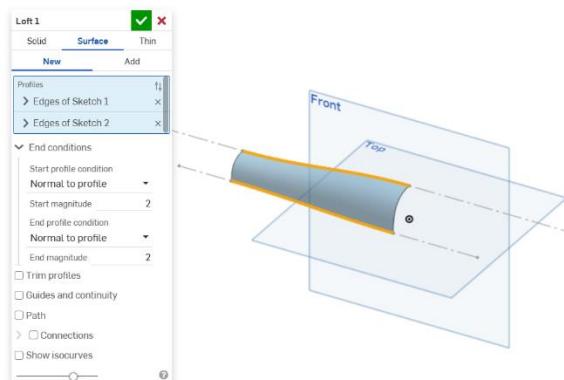 Loft 1
Solid Surface Thin
New Add
Profiles
Edges of Sketch 1
Edges of Sketch 2
End conditions
Start profile condition
Normal to profile
Start magnitude 2
End profile condition
Normal to profile
End magnitude 2
Trim profiles
Guides and continuity
Path
Connections
Show isocurves
Front
Top